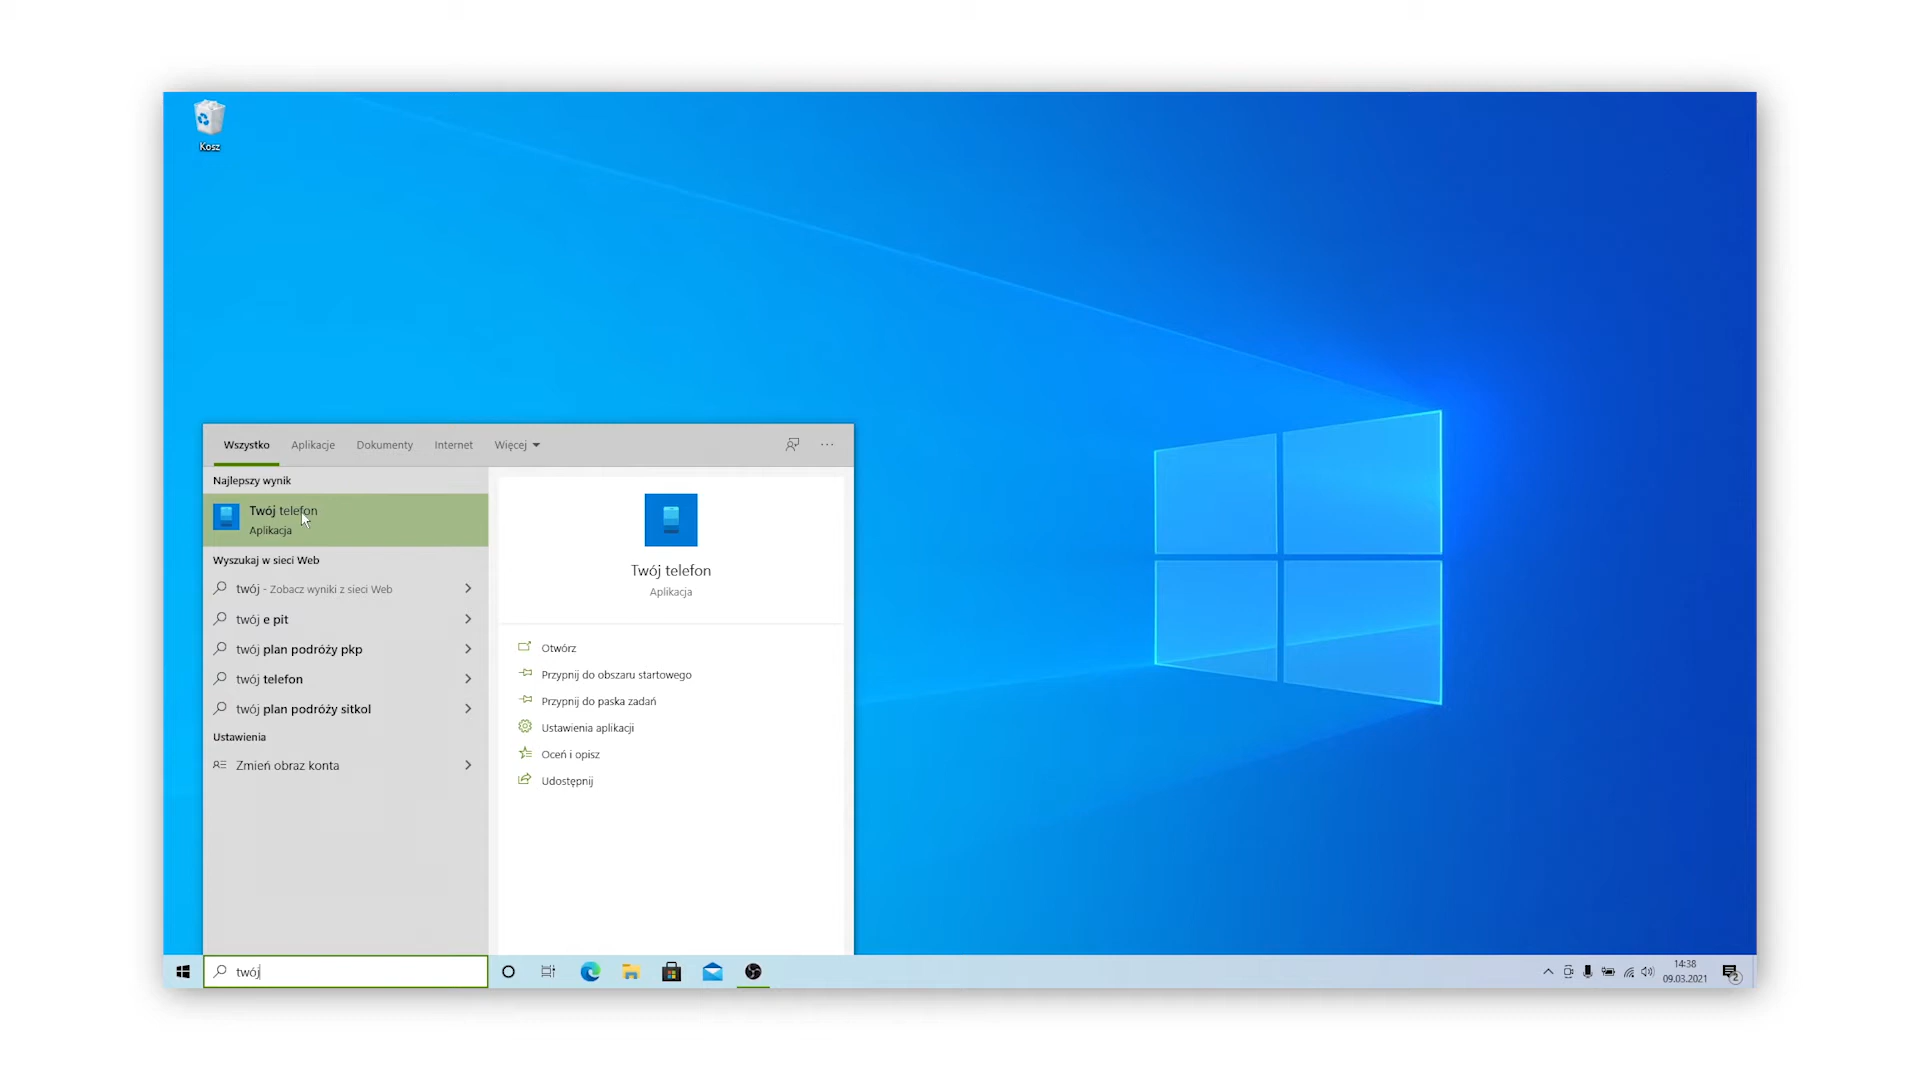 Kosz
Wszystko Aplikacje Dokumenty Internet Więcej
Najlepszy wynik
Twój telefon
Aplikacja
Wyszukaj w sieci Web
twój - Zobacz wyniki z sieci Web
twój e pit
twój plan podróży pkp
twój telefon
twój plan podróży sitkol
Ustawienia
Zmień obraz konta
Twój telefon
Aplikacja
Otwórz
Przypnij do obszaru startowego
Przypnij do paska zadań
Ustawienia aplikacji
Oceń i opisz
Udostępnij
twój
14:38
09.03.2021
2